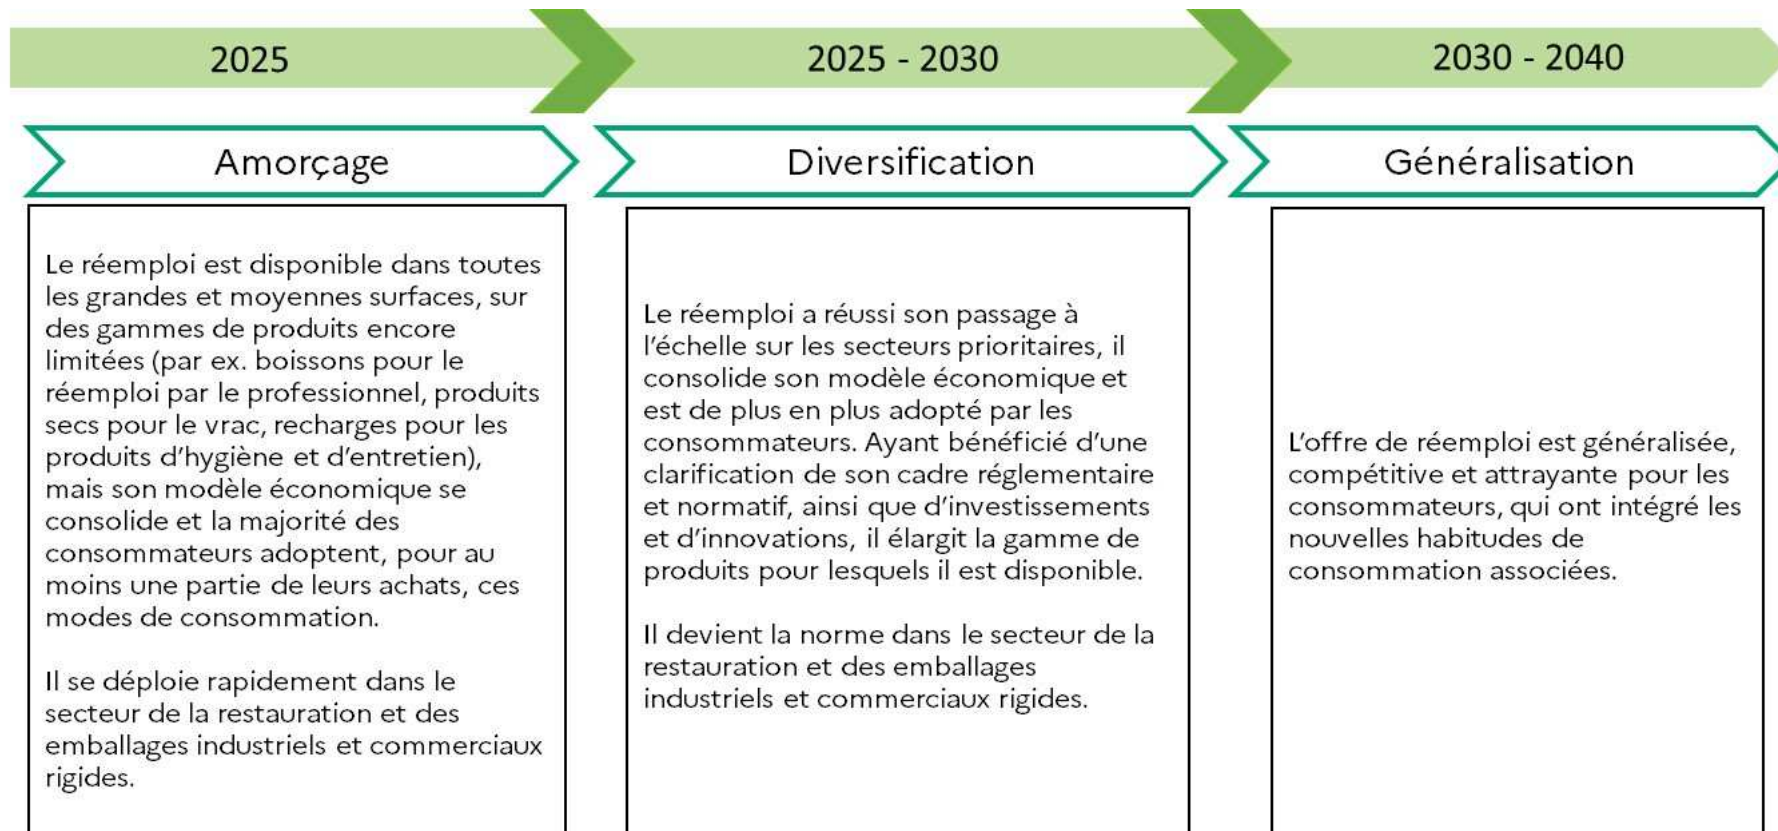 2025
2025 - 2030
2030 - 2040
Amorçage
Diversification
Généralisation
Le réemploi est disponible dans toutes
les grandes et moyennes surfaces, sur
des gammes de produits encore
limitées (par ex. boissons pour le
réemploi par le professionnel, produits
secs pour le vrac, recharges pour les
produits d’hygiène et d’entretien),
mais son modèle économique se
consolide et la majorité des
consommateurs adoptent, pour au
moins une partie de leurs achats, ces
modes de consommation.
Il se déploie rapidement dans le
secteur de la restauration et des
emballages industriels et commerciaux
rigides.
Le réemploi a réussi son passage à
l’échelle sur les secteurs prioritaires, il
consolide son modèle économique et
est de plus en plus adopté par les
consommateurs. Ayant bénéficié d’une
clarification de son cadre réglementaire
et normatif, ainsi que d’investissements
et d’innovations, il élargit la gamme de
produits pour lesquels il est disponible.
Il devient la norme dans le secteur de la
restauration et des emballages
industriels et commerciaux rigides.
L’offre de réemploi est généralisée,
compétitive et attrayante pour les
consommateurs, qui ont intégré les
nouvelles habitudes de
consommation associées.